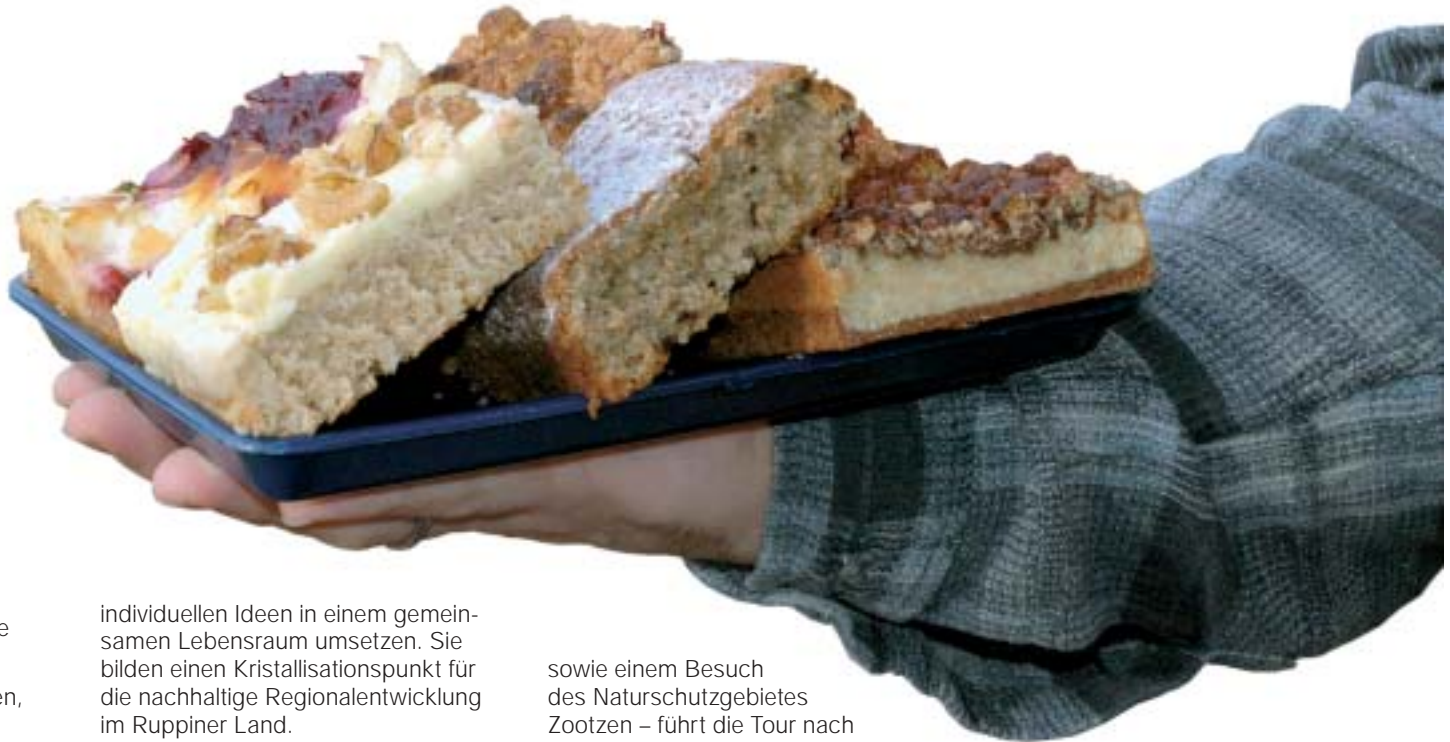 e
en,
individuellen Ideen in einem gemein-
samen Lebensraum umsetzen. Sie
bilden einen Kristallisationspunkt für
die nachhaltige Regionalentwicklung
im Ruppiner Land.
sowie einem Besuch
des Naturschutzgebietes
Zootzen – führt die Tour nach